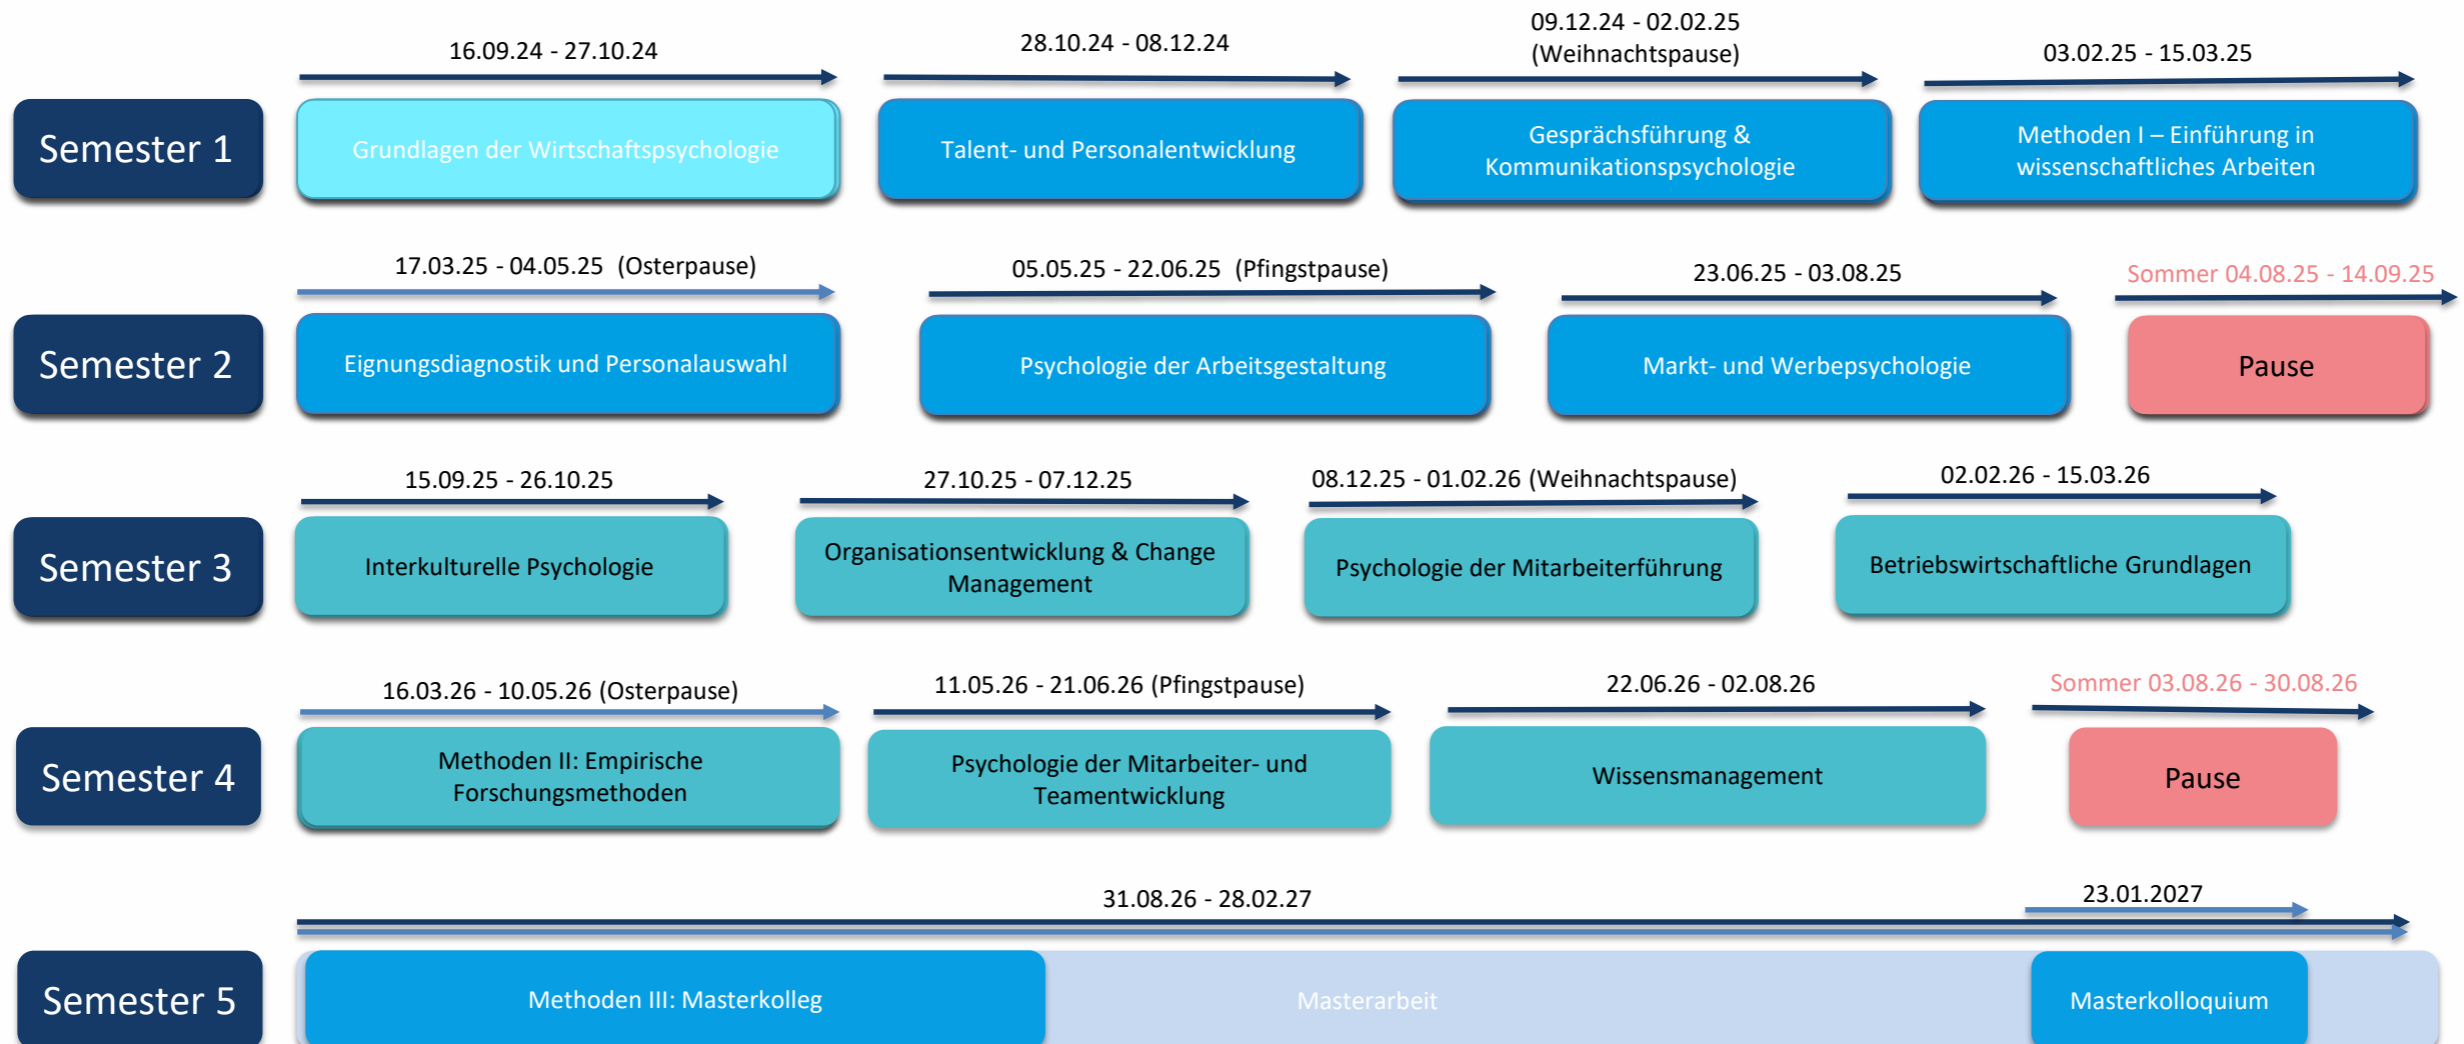 16.09.24 - 27.10.24
28.10.24 - 08.12.24
09.12.24 - 02.02.25
(Weihnachtspause)
03.02.25 - 15.03.25
Semester 1
Grundlagen der Wirtschaftspsychologie
Talent- und Personalentwicklung
Gesprächsführung &
Kommunikationspsychologie
Methoden I – Einführung in
wissenschaftliches Arbeiten
17.03.25 - 04.05.25 (Osterpause)
05.05.25 - 22.06.25 (Pfingstpause)
23.06.25 - 03.08.25
Sommer 04.08.25 - 14.09.25
Semester 2
Eignungsdiagnostik und Personalauswahl
Psychologie der Arbeitsgestaltung
Markt- und Werbepsychologie
Pause
15.09.25 - 26.10.25
27.10.25 - 07.12.25
08.12.25 - 01.02.26 (Weihnachtspause)
02.02.26 - 15.03.26
Semester 3
Interkulturelle Psychologie
Organisationsentwicklung & Change
Management
Psychologie der Mitarbeiterführung
Betriebswirtschaftliche Grundlagen
16.03.26 - 10.05.26 (Osterpause)
11.05.26 - 21.06.26 (Pfingstpause)
22.06.26 - 02.08.26
Sommer 03.08.26 - 30.08.26
Semester 4
Methoden II: Empirische
Forschungsmethoden
Psychologie der Mitarbeiter- und
Teamentwicklung
Wissensmanagement
Pause
31.08.26 - 28.02.27
23.01.2027
Semester 5
Methoden III: Masterkolleg
Masterarbeit
Masterkolloquium